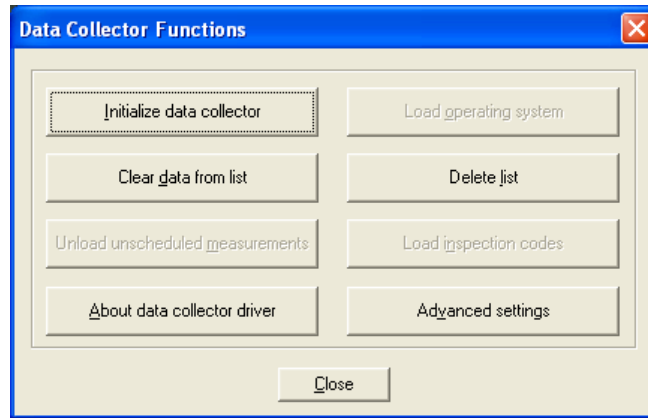 Data Collector Functions
Initialize data collector
Load operating system
Clear data from list
Delete list
Unload unscheduled measurements
Load inspection codes
About data collector driver
Advanced settings
Close